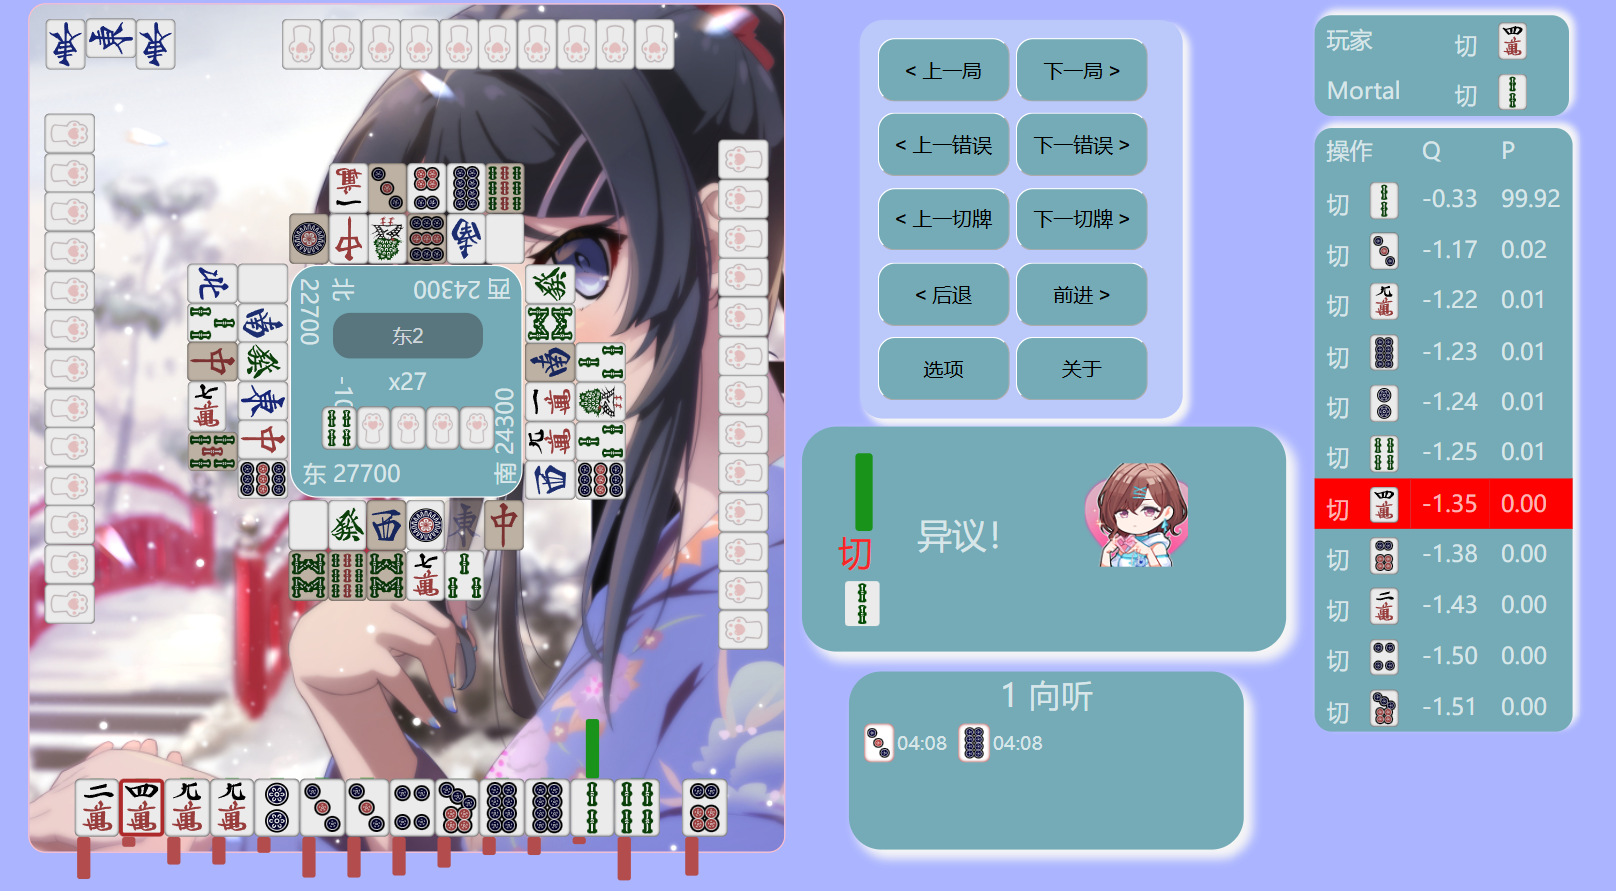 22700 北
西 24300
东2
x27
-10
东 27700
南 24300
< 上一局
下一局 >
< 上一错误
下一错误 >
< 上一切牌
下一切牌 >
< 后退
前进 >
选项
关于
切
异议!
1 向听
04:08
04:08
玩家 切
Mortal 切
操作 Q P
切 -0.33 99.92
切 -1.17 0.02
切 -1.22 0.01
切 -1.23 0.01
切 -1.24 0.01
切 -1.25 0.01
切 -1.35 0.00
切 -1.38 0.00
切 -1.43 0.00
切 -1.50 0.00
切 -1.51 0.00